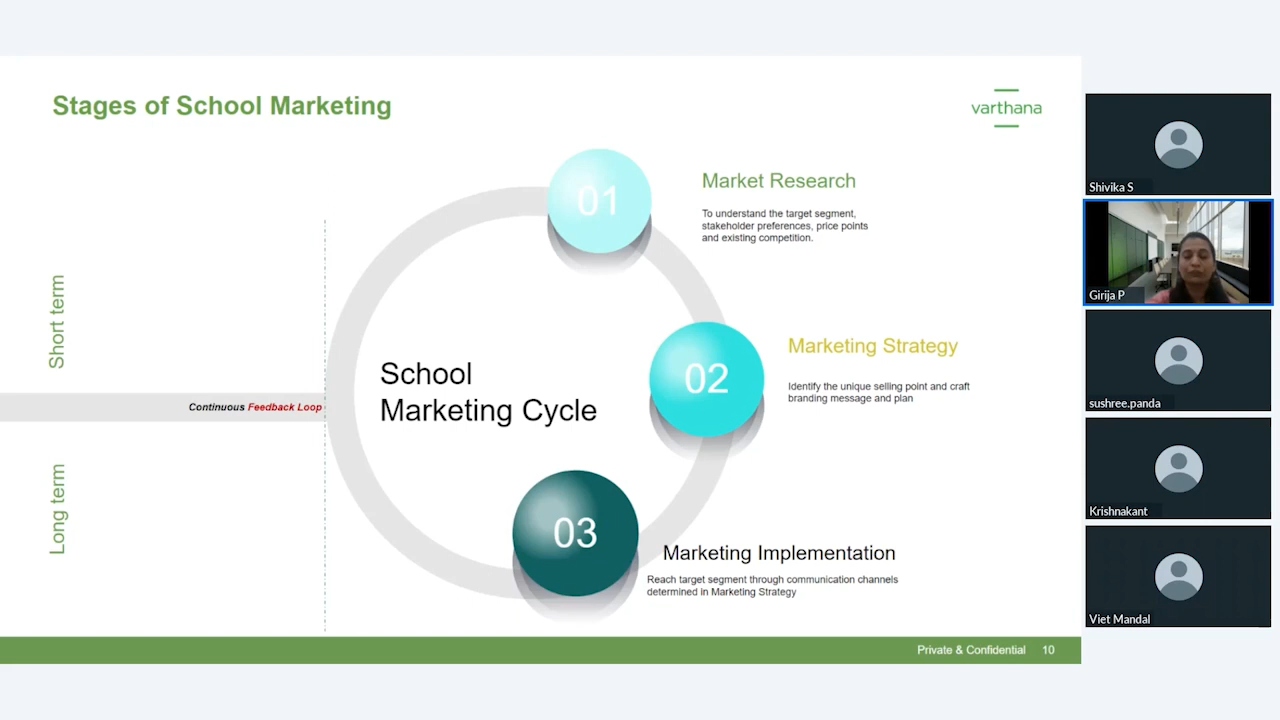 Stages of School Marketing
varthana
01
Market Research
To understand the target segment,
stakeholder preferences, price points
and existing competition.
Short term
School
Marketing Cycle
02
Marketing Strategy
Identify the unique selling point and craft
branding message and plan
Continuous Feedback Loop
Long term
03
Marketing Implementation
Reach target segment through communication channels
determined in Marketing Strategy
Private & Confidential 10
Shivika S
Girija P
sushree.panda
Krishnakant
Viet Mandal